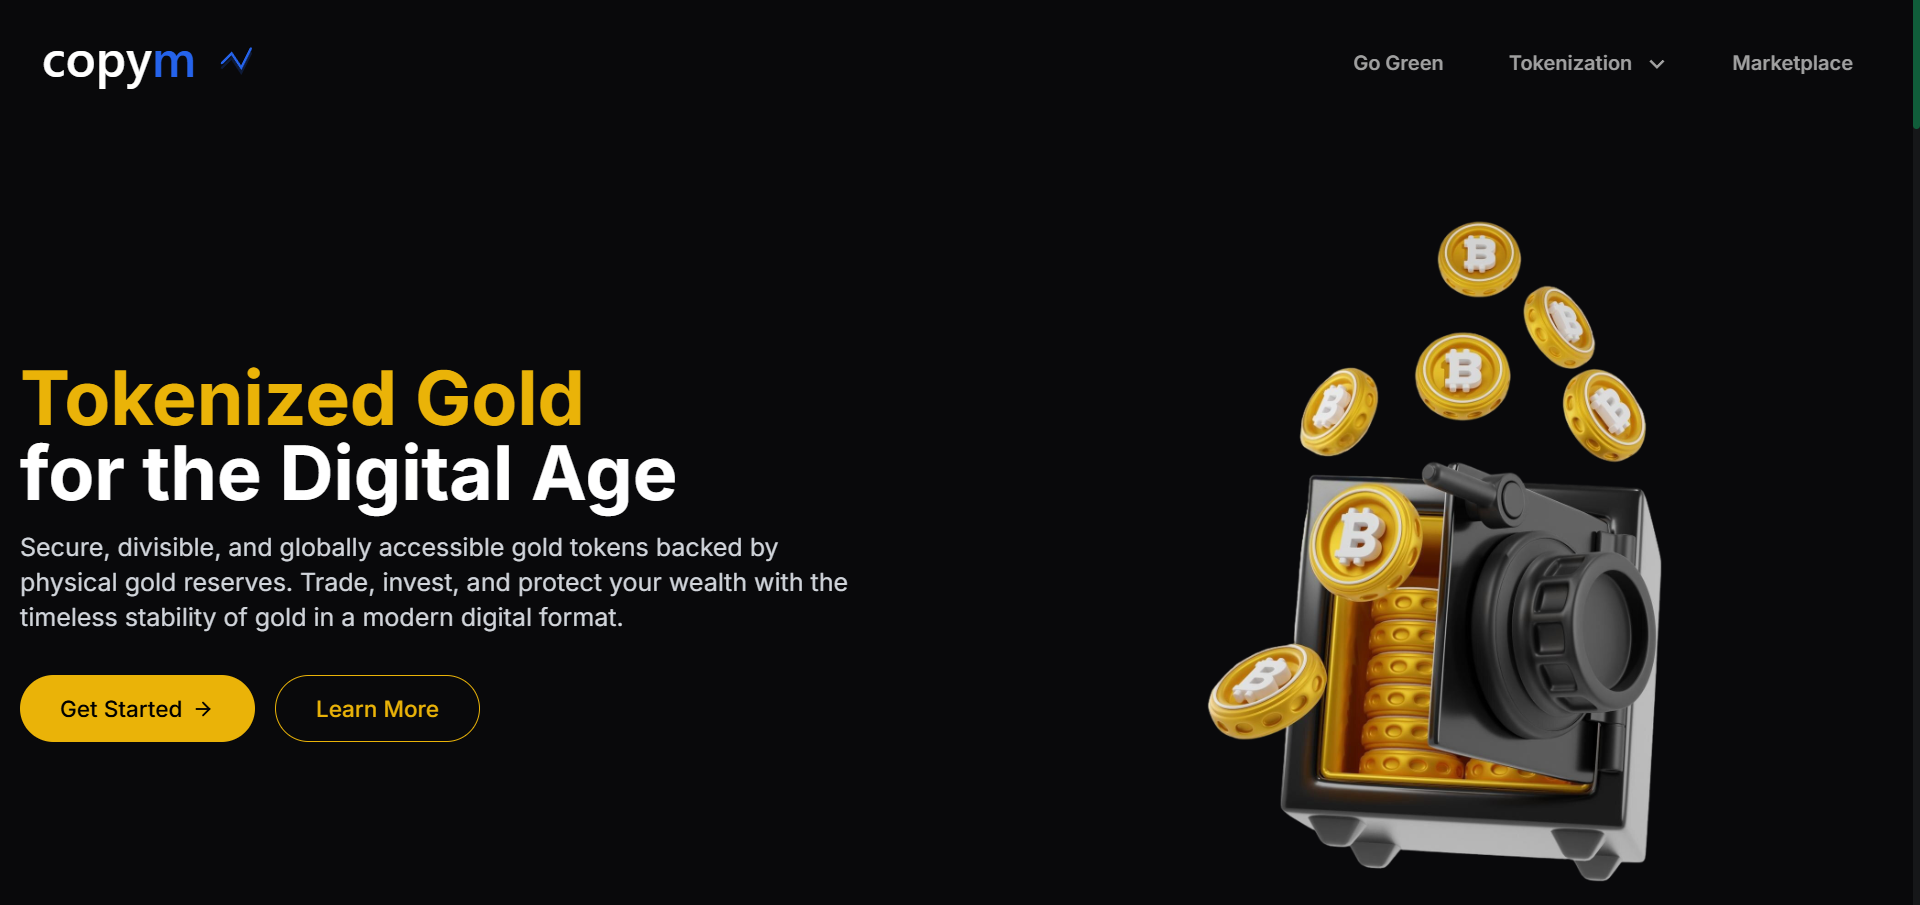 copym
Go Green
Tokenization
Marketplace
Tokenized Gold
for the Digital Age
Secure, divisible, and globally accessible gold tokens backed by
physical gold reserves. Trade, invest, and protect your wealth with the
timeless stability of gold in a modern digital format.
Get Started →
Learn More